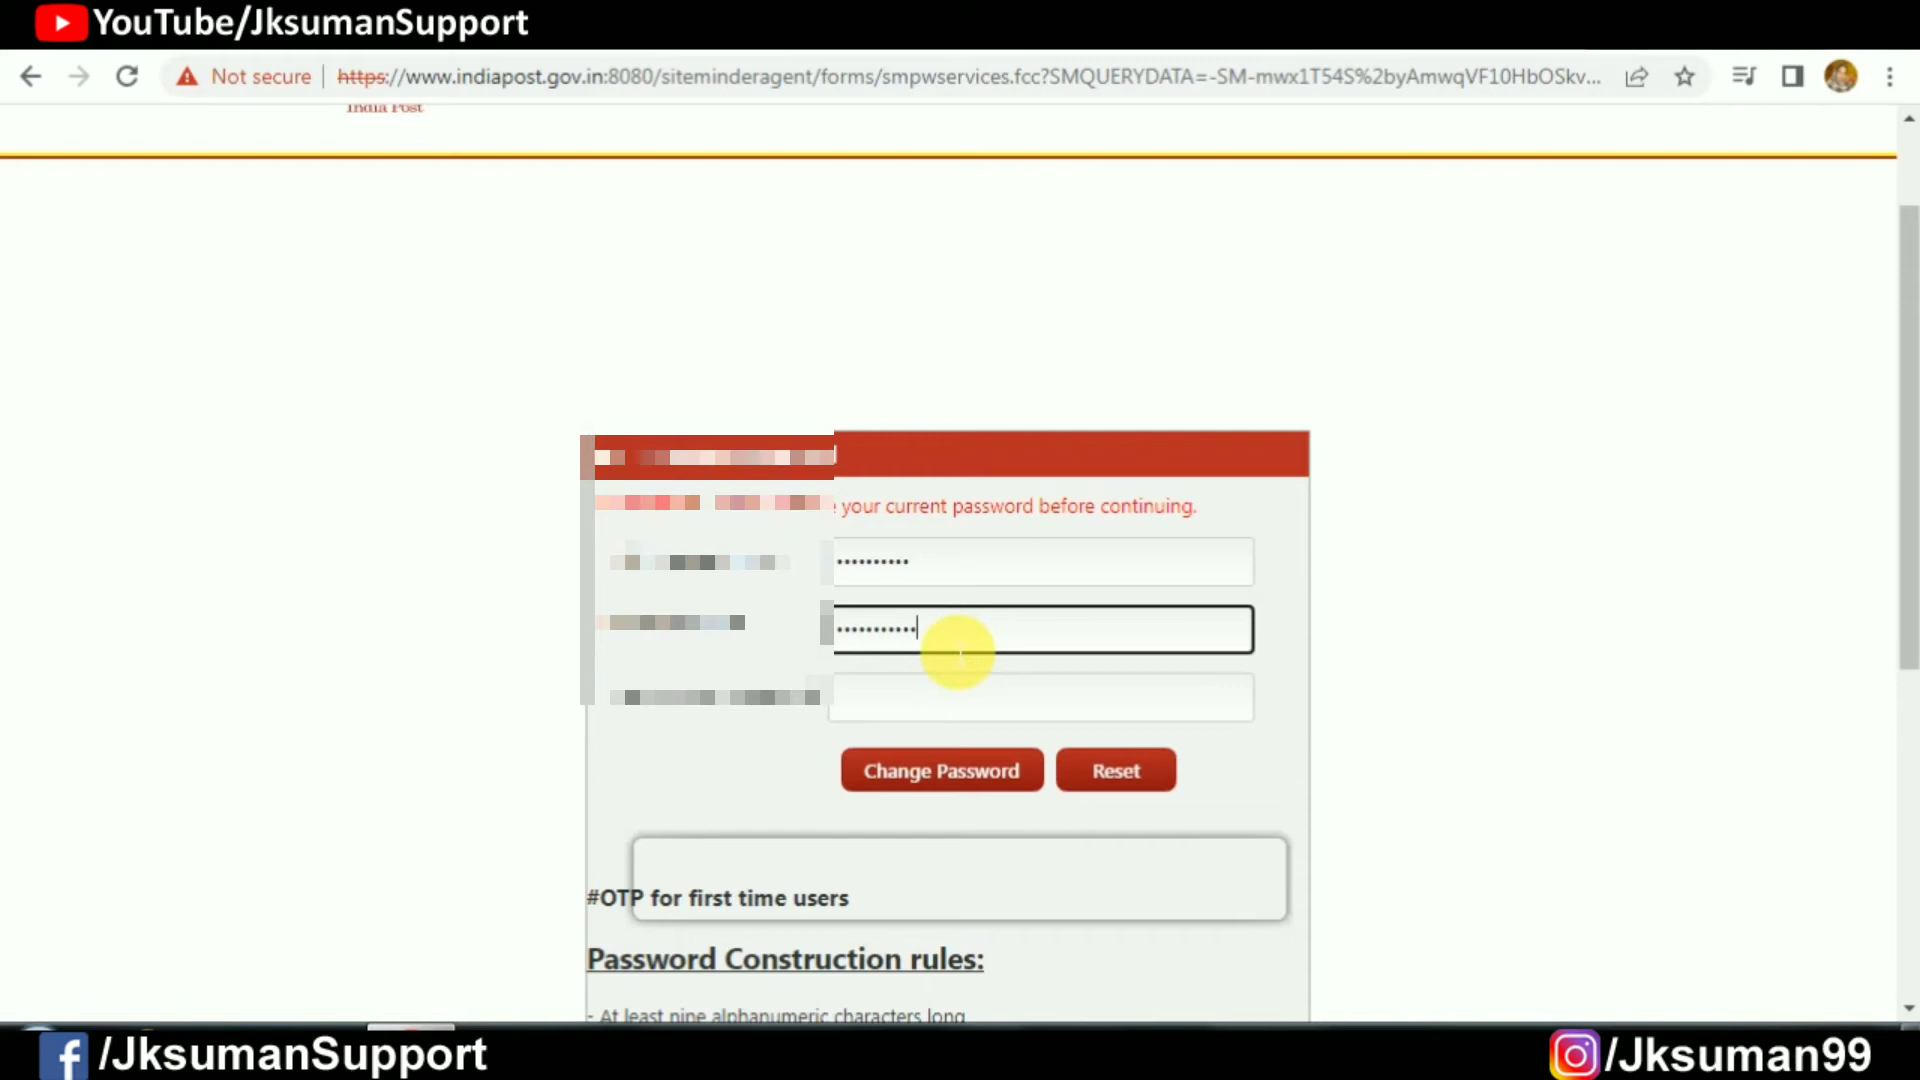 YouTube/JksumanSupport
Not secure https://www.indiapost.gov.in:8080/siteminderagent/forms/smpwservices.fcc?SMQUERYDATA=-SM-mwx1T54S%2byAmwqVF10HbOSkv...
India Post
your current password before continuing.
••••••••••
•••••••••••
Change Password Reset
#OTP for first time users
Password Construction rules:
- At least nine alphanumeric characters long
/JksumanSupport /Jksuman99